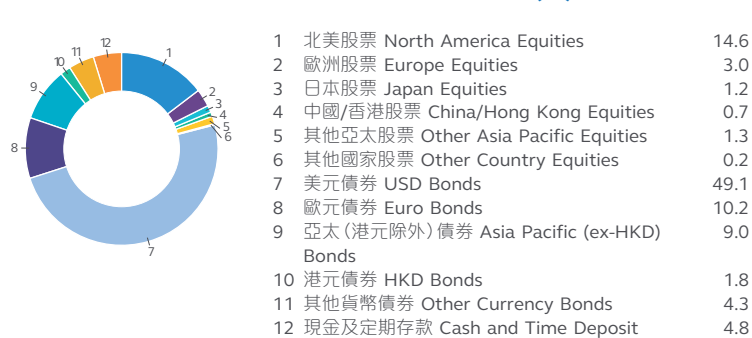 1 北美股票 North America Equities 14.6
2 歐洲股票 Europe Equities 3.0
3 日本股票 Japan Equities 1.2
4 中國/香港股票 China/Hong Kong Equities 0.7
5 其他亞太股票 Other Asia Pacific Equities 1.3
6 其他國家股票 Other Country Equities 0.2
7 美元債券 USD Bonds 49.1
8 歐元債券 Euro Bonds 10.2
9 亞太（港元除外）債券 Asia Pacific (ex-HKD) 9.0
Bonds
10 港元債券 HKD Bonds 1.8
11 其他貨幣債券 Other Currency Bonds 4.3
12 現金及定期存款 Cash and Time Deposit 4.8
1
2
3
4
5
6
7
8
9
10
11
12